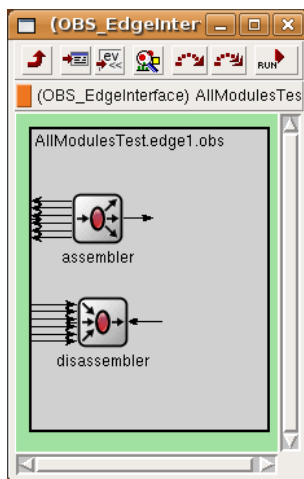 (OBS_EdgeInter
ev
<<
RUN
(OBS_EdgeInterface) AllModulesTes
AllModulesTest.edge1.obs
assembler
disassembler